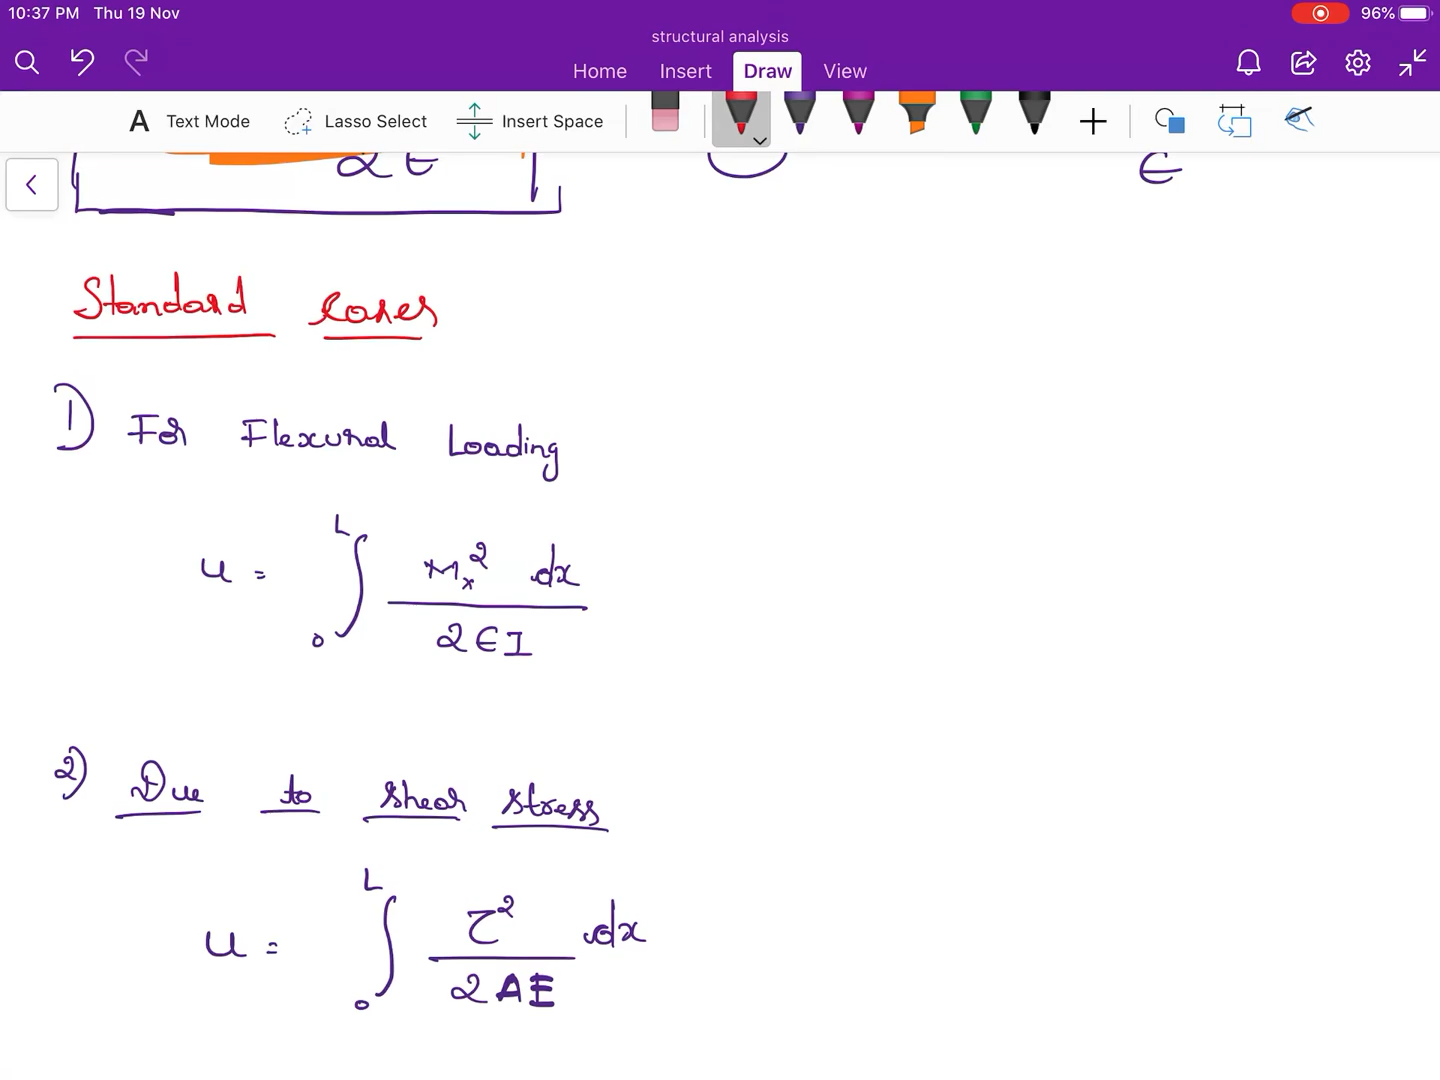 10:37 PM Thu 19 Nov 96%
structural analysis
Home Insert Draw View
A Text Mode Lasso Select Insert Space
2E
E
Standard Cases
1) For Flexural Loading
u = ∫₀ᴸ Mₓ² dx / 2EI
2) Due to shear stress
u = ∫₀ᴸ τ² / 2AE dx